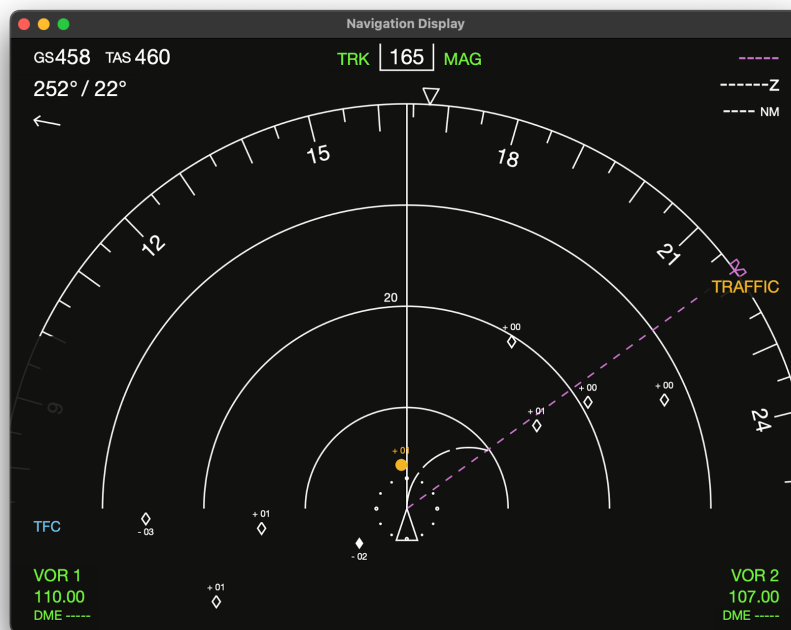 Navigation Display
GS458 TAS 460
TRK 165 MAG
-----
252° / 22°
------Z
---- NM
15
18
12
21
TRAFFIC
20
+ 00
+ 00
+ 00
9
+ 01
24
+ 01
+ 01
TFC
- 03
- 02
+ 01
VOR 1
110.00
DME -----
VOR 2
107.00
DME -----